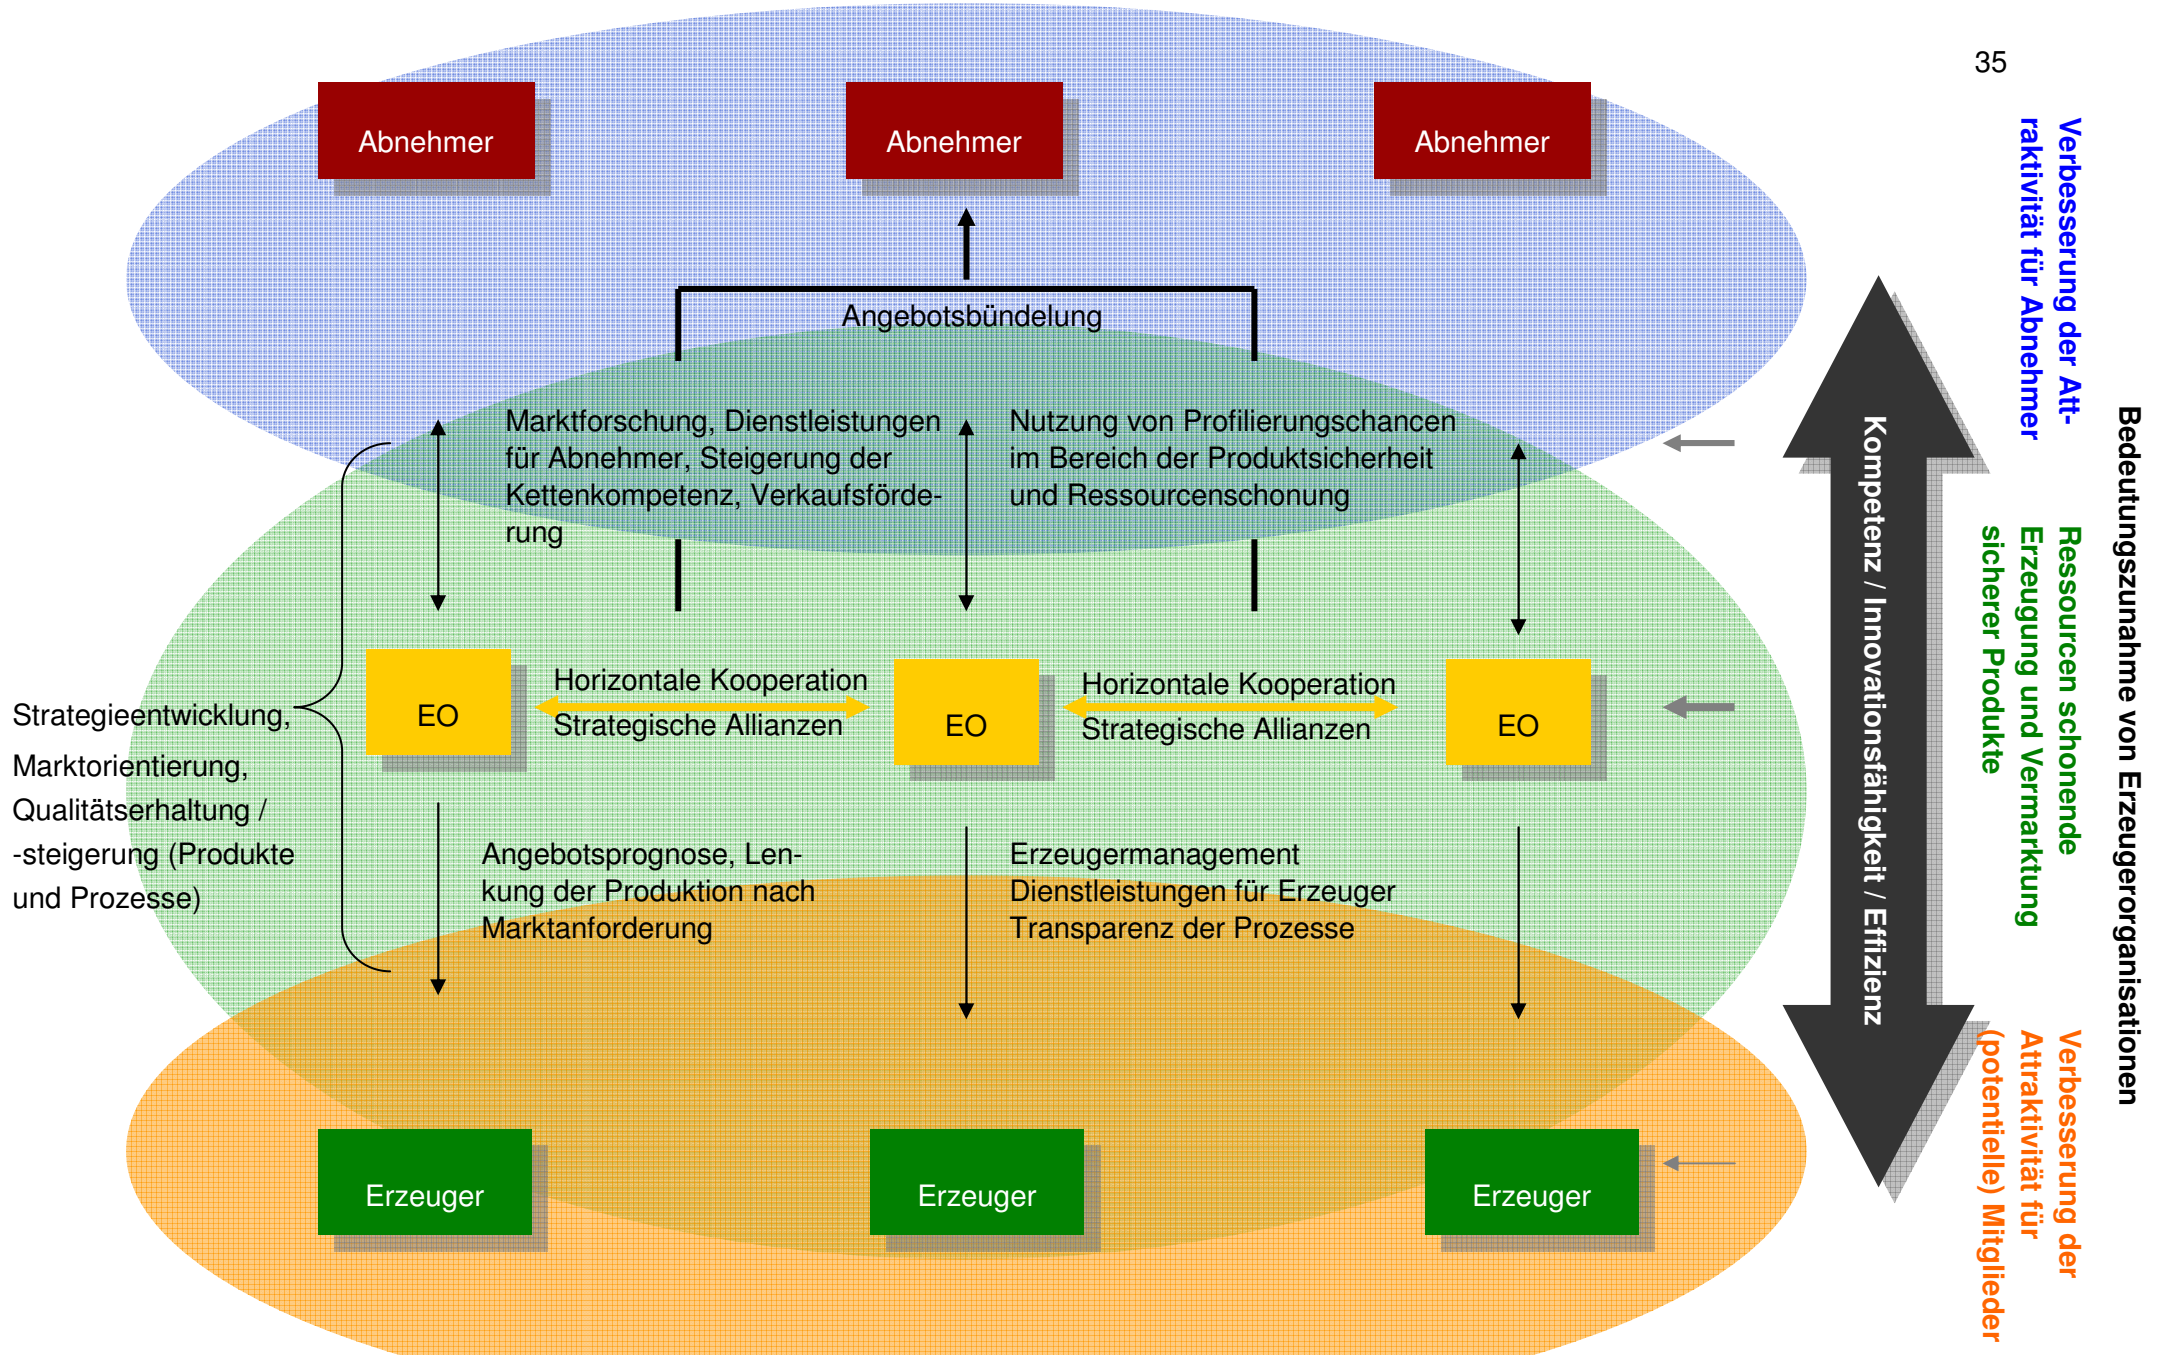 35
Abnehmer
Abnehmer
Abnehmer
Angebotsbündelung
Marktforschung, Dienstleistungen
für Abnehmer, Steigerung der
Kettenkompetenz, Verkaufsförde-
rung
Nutzung von Profilierungschancen
im Bereich der Produktsicherheit
und Ressourcenschonung
EO
Horizontale Kooperation
Strategische Allianzen
EO
Horizontale Kooperation
Strategische Allianzen
EO
Strategieentwicklung,
Marktorientierung,
Qualitätserhaltung /
-steigerung (Produkte
und Prozesse)
Angebotsprognose, Len-
kung der Produktion nach
Marktanforderung
Erzeugermanagement
Dienstleistungen für Erzeuger
Transparenz der Prozesse
Erzeuger
Erzeuger
Erzeuger
Kompetenz / Innovationsfähigkeit / Effizienz
Verbesserung der Att-
raktivität für Abnehmer
Ressourcen schonende
Erzeugung und Vermarktung
sicherer Produkte
Verbesserung der
Attraktivität für
(potentielle) Mitglieder
Bedeutungszunahme von Erzeugerorganisationen